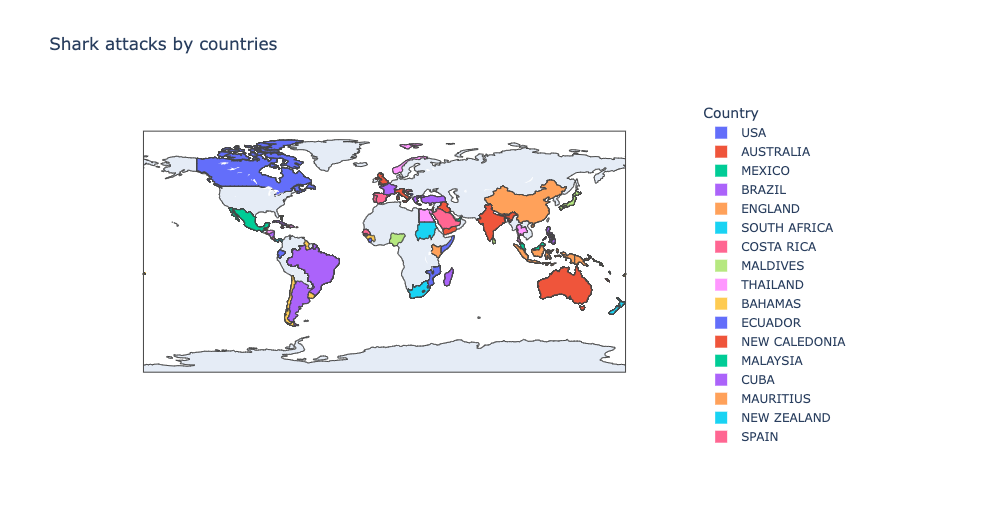 Shark attacks by countries
Country
USA
AUSTRALIA
MEXICO
BRAZIL
ENGLAND
SOUTH AFRICA
COSTA RICA
MALDIVES
THAILAND
BAHAMAS
ECUADOR
NEW CALEDONIA
MALAYSIA
CUBA
MAURITIUS
NEW ZEALAND
SPAIN